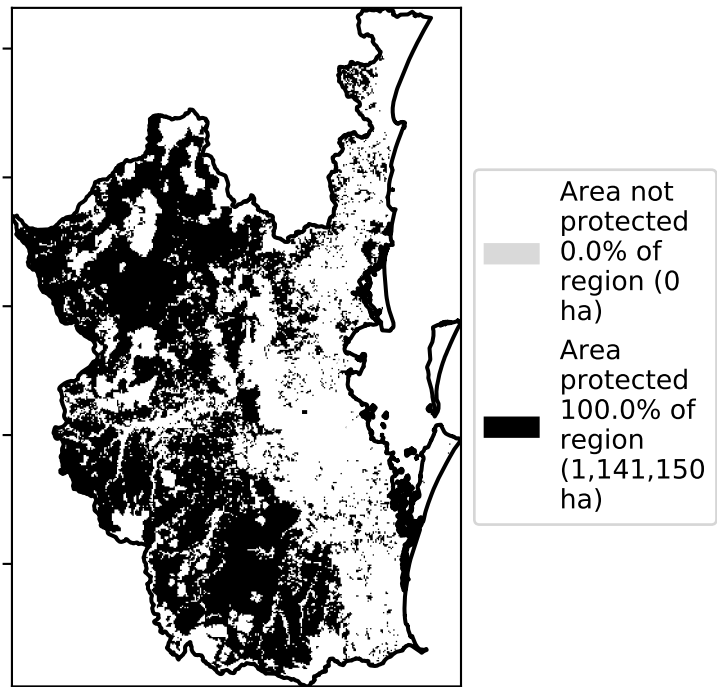 Area not
protected
0.0% of
region (0
ha)
Area
protected
100.0% of
region
(1,141,150
ha)